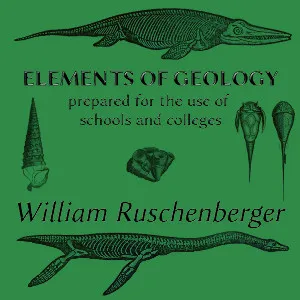 ELEMENTS OF GEOLOGY
prepared for the use of
schools and colleges
William Ruschenberger